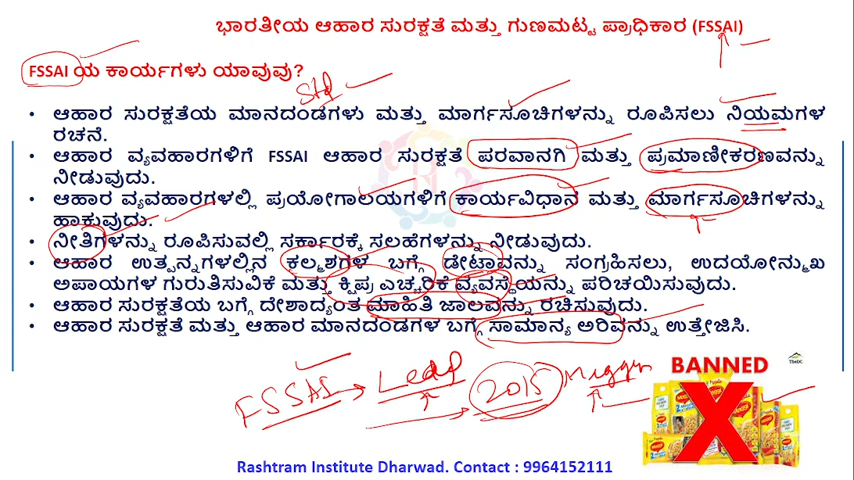 ಭಾರತೀಯ ಆಹಾರ ಸುರಕ್ಷತೆ ಮತ್ತು ಗುಣಮಟ್ಟ ಪ್ರಾಧಿಕಾರ (FSSAI)
FSSAI ಯ ಕಾರ್ಯಗಳು ಯಾವುವು?
Std
• ಆಹಾರ ಸುರಕ್ಷತೆಯ ಮಾನದಂಡಗಳು ಮತ್ತು ಮಾರ್ಗಸೂಚಿಗಳನ್ನು ರೂಪಿಸಲು ನಿಯಮಗಳ
ರಚನೆ.
• ಆಹಾರ ವ್ಯವಹಾರಗಳಿಗೆ FSSAI ಆಹಾರ ಸುರಕ್ಷತೆ ಪರವಾನಗಿ ಮತ್ತು ಪ್ರಮಾಣೀಕರಣವನ್ನು
ನೀಡುವುದು.
• ಆಹಾರ ವ್ಯವಹಾರಗಳಲ್ಲಿ ಪ್ರಯೋಗಾಲಯಗಳಿಗೆ ಕಾರ್ಯವಿಧಾನ ಮತ್ತು ಮಾರ್ಗಸೂಚಿಗಳನ್ನು
ಹಾಕುವುದು.
• ನೀತಿಗಳನ್ನು ರೂಪಿಸುವಲ್ಲಿ ಸರ್ಕಾರಕ್ಕೆ ಸಲಹೆಗಳನ್ನು ನೀಡುವುದು.
• ಆಹಾರ ಉತ್ಪನ್ನಗಳಲ್ಲಿನ ಕಲ್ಮಶಗಳ ಬಗ್ಗೆ ಡೇಟಾವನ್ನು ಸಂಗ್ರಹಿಸಲು, ಉದಯೋನ್ಮುಖ
ಅಪಾಯಗಳ ಗುರುತಿಸುವಿಕೆ ಮತ್ತು ಕ್ಷಿಪ್ರ ಎಚ್ಚರಿಕೆ ವ್ಯವಸ್ಥೆಯನ್ನು ಪರಿಚಯಿಸುವುದು.
• ಆಹಾರ ಸುರಕ್ಷತೆಯ ಬಗ್ಗೆ ದೇಶಾದ್ಯಂತ ಮಾಹಿತಿ ಜಾಲವನ್ನು ರಚಿಸುವುದು.
• ಆಹಾರ ಸುರಕ್ಷತೆ ಮತ್ತು ಆಹಾರ ಮಾನದಂಡಗಳ ಬಗ್ಗೆ ಸಾಮಾನ್ಯ ಅರಿವನ್ನು ಉತ್ತೇಜಿಸಿ.
BANNED
FSSAI Lead 2015
X
Rashtram Institute Dharwad. Contact : 9964152111